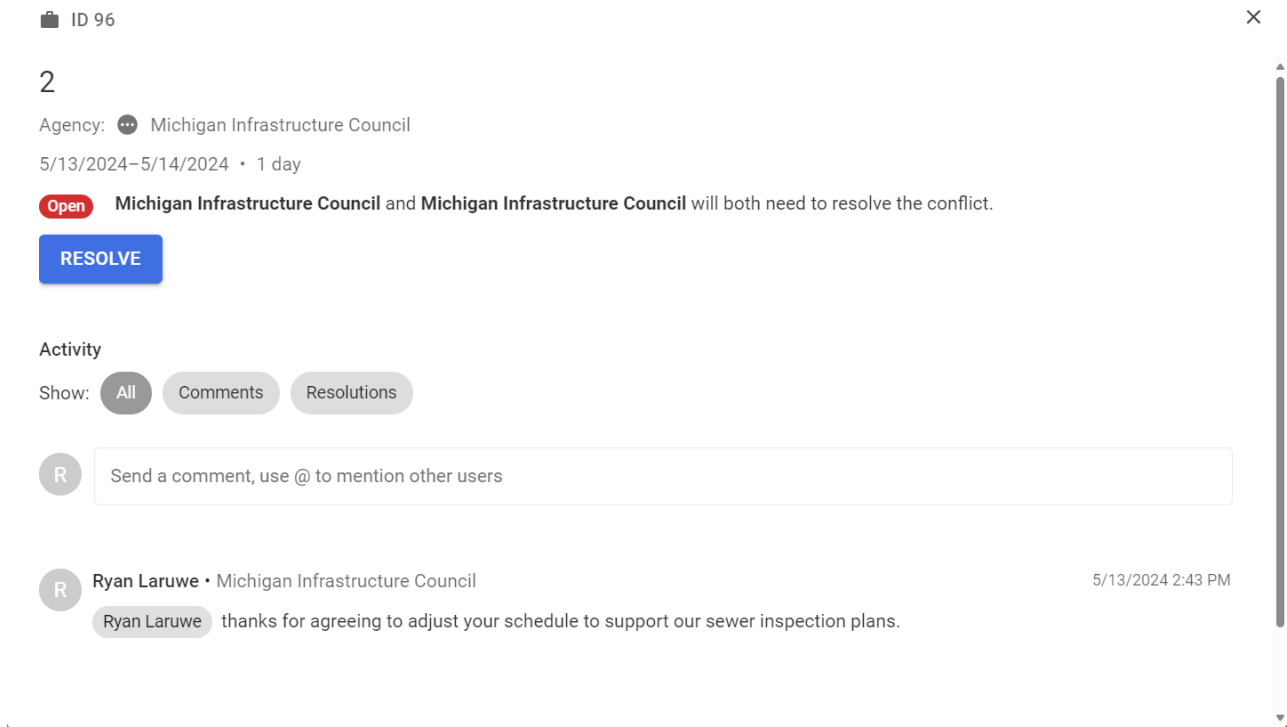 ID 96
2
Agency: Michigan Infrastructure Council
5/13/2024–5/14/2024 • 1 day
Open Michigan Infrastructure Council and Michigan Infrastructure Council will both need to resolve the conflict.
RESOLVE
Activity
Show: All Comments Resolutions
R Send a comment, use @ to mention other users
R Ryan Laruwe • Michigan Infrastructure Council 5/13/2024 2:43 PM
Ryan Laruwe thanks for agreeing to adjust your schedule to support our sewer inspection plans.